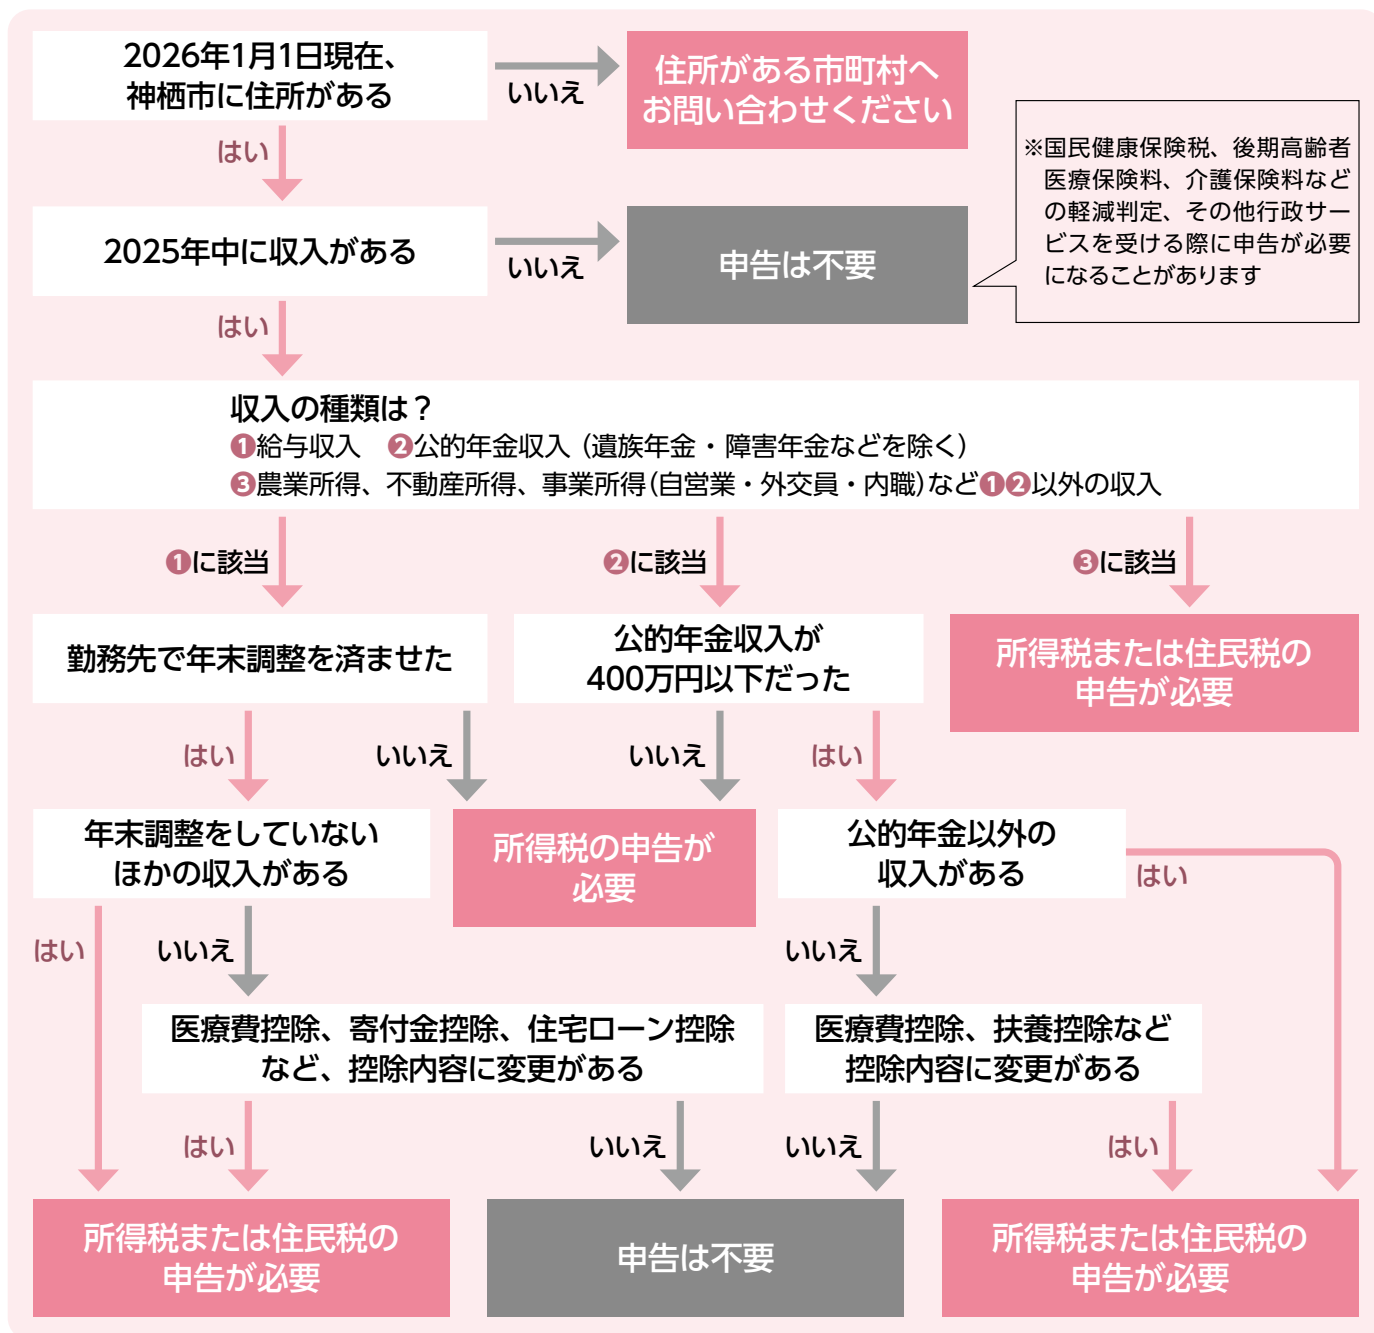 2026年1月1日現在、
神栖市に住所がある
いいえ
住所がある市町村へ
お問い合わせください
はい
※国民健康保険税、後期高齢者
医療保険料、介護保険料など
の軽減判定、その他行政サー
ビスを受ける際に申告が必要
になることがあります
2025年中に収入がある
いいえ
申告は不要
はい
収入の種類は？
❶給与収入　❷公的年金収入（遺族年金・障害年金などを除く）
❸農業所得、不動産所得、事業所得（自営業・外交員・内職）など❶❷以外の収入
❶に該当
❷に該当
❸に該当
勤務先で年末調整を済ませた
公的年金収入が
400万円以下だった
所得税または住民税の
申告が必要
はい
いいえ
いいえ
はい
年末調整をしていない
ほかの収入がある
所得税の申告が
必要
公的年金以外の
収入がある
はい
はい
いいえ
いいえ
医療費控除、寄付金控除、住宅ローン控除
など、控除内容に変更がある
医療費控除、扶養控除など
控除内容に変更がある
はい
いいえ
いいえ
はい
所得税または住民税の
申告が必要
申告は不要
所得税または住民税の
申告が必要